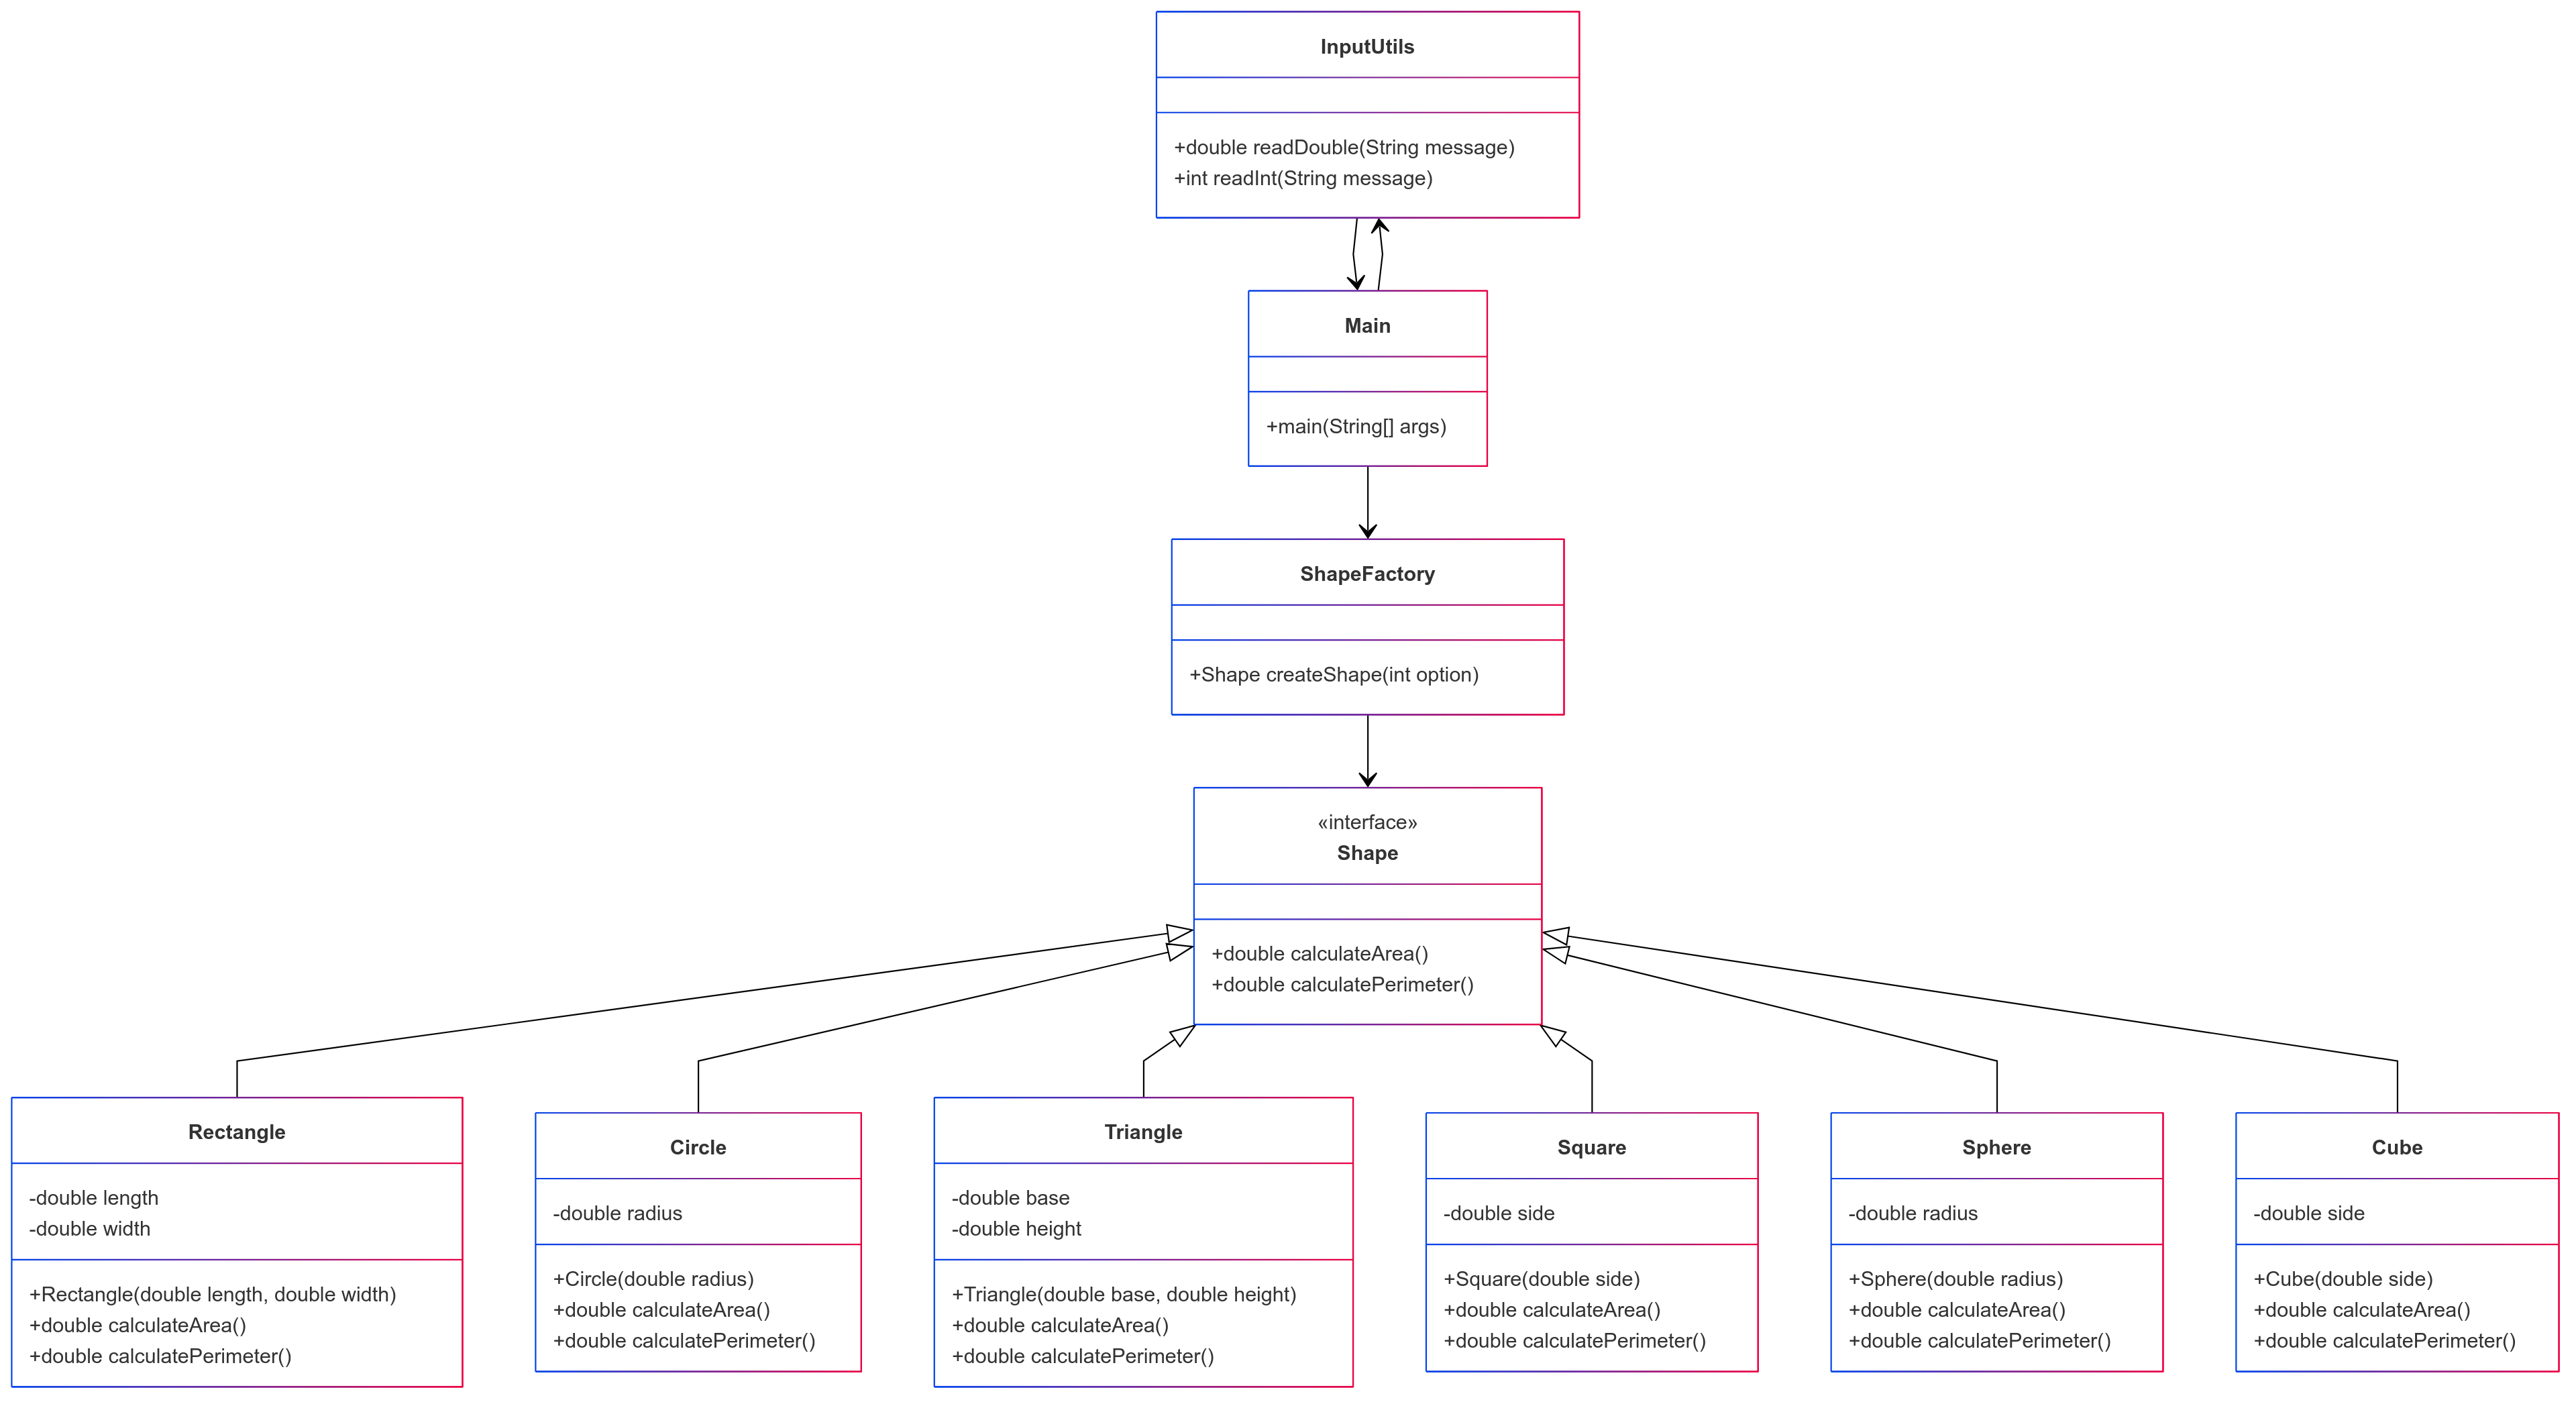 InputUtils
+double readDouble(String message)
+int readInt(String message)
Main
+main(String[] args)
ShapeFactory
+Shape createShape(int option)
«interface»
Shape
+double calculateArea()
+double calculatePerimeter()
Rectangle
-double length
-double width
+Rectangle(double length, double width)
+double calculateArea()
+double calculatePerimeter()
Circle
-double radius
+Circle(double radius)
+double calculateArea()
+double calculatePerimeter()
Triangle
-double base
-double height
+Triangle(double base, double height)
+double calculateArea()
+double calculatePerimeter()
Square
-double side
+Square(double side)
+double calculateArea()
+double calculatePerimeter()
Sphere
-double radius
+Sphere(double radius)
+double calculateArea()
+double calculatePerimeter()
Cube
-double side
+Cube(double side)
+double calculateArea()
+double calculatePerimeter()